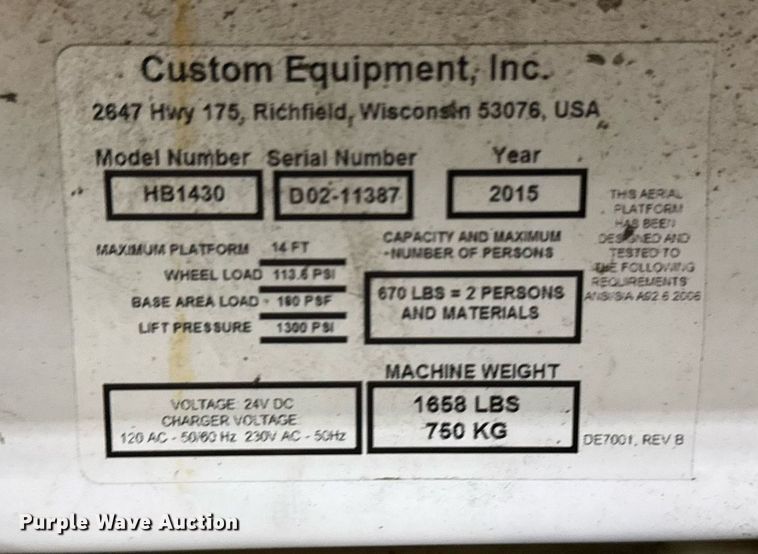 Custom Equipment, Inc.
2647 Hwy 175, Richfield, Wisconsin 53076, USA
Model Number Serial Number Year
HB1430 D02-11387 2015
MAXIMUM PLATFORM 14 FT
WHEEL LOAD 113.6 PSI
BASE AREA LOAD 180 PSF
LIFT PRESSURE 1300 PSI
CAPACITY AND MAXIMUM
NUMBER OF PERSONS
670 LBS = 2 PERSONS
AND MATERIALS
THIS AERIAL
PLATFORM
HAS BEEN
DESIGNED AND
TESTED TO
THE FOLLOWING
REQUIREMENTS
ANSI/SIA A92.6 2006
VOLTAGE 24V DC
CHARGER VOLTAGE
120 AC - 50/60 Hz 230V AC - 50Hz
MACHINE WEIGHT
1658 LBS
750 KG
DE7001, REV B
Purple Wave Auction